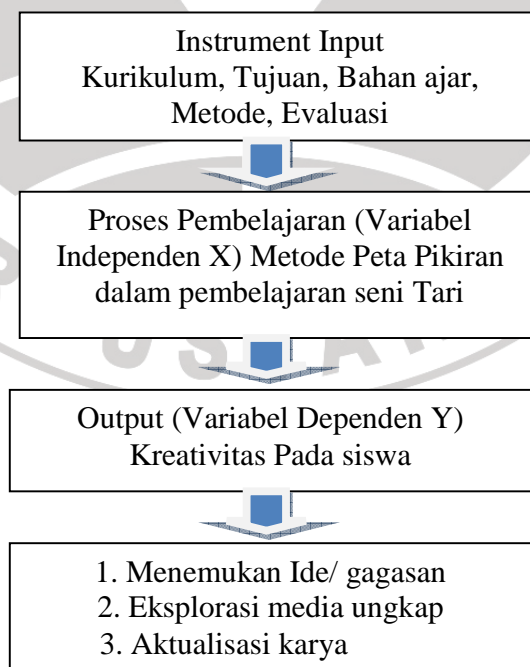 Instrument Input
Kurikulum, Tujuan, Bahan ajar,
Metode, Evaluasi
Proses Pembelajaran (Variabel
Independen X) Metode Peta Pikiran
dalam pembelajaran seni Tari
Output (Variabel Dependen Y)
Kreativitas Pada siswa
1. Menemukan Ide/ gagasan
2. Eksplorasi media ungkap
3. Aktualisasi karya